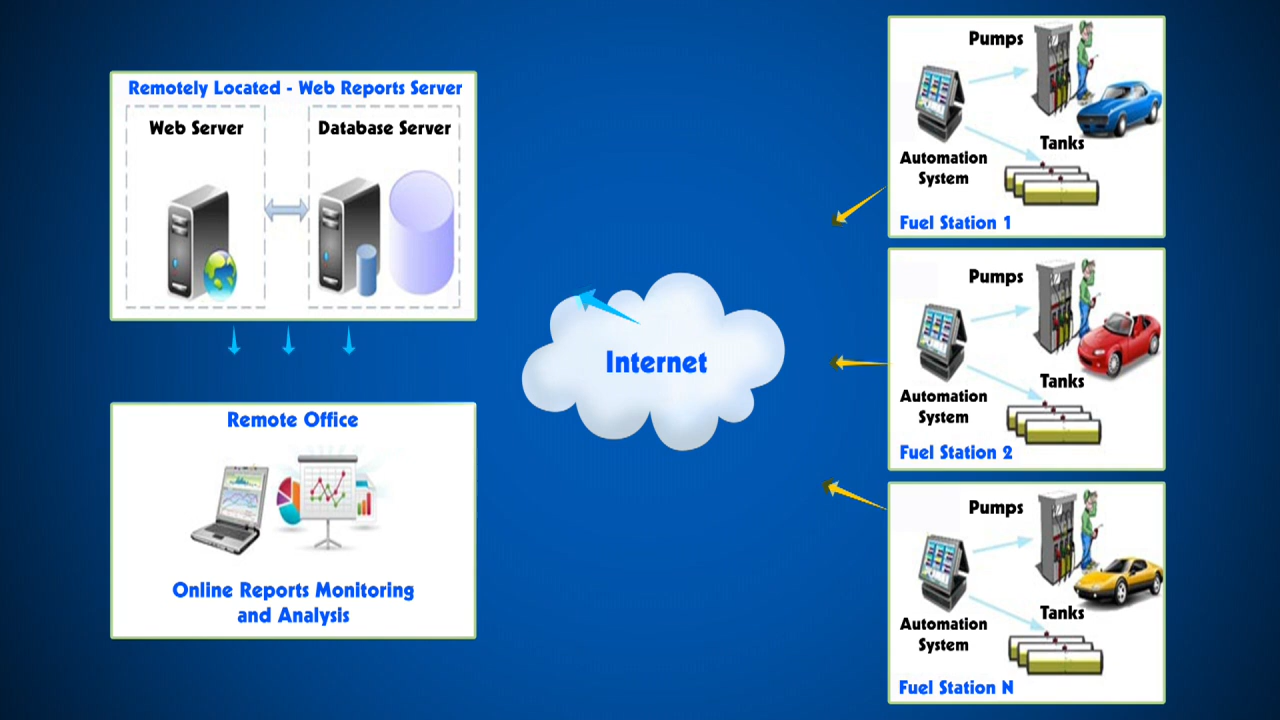 Remotely Located - Web Reports Server
Web Server
Database Server
Remote Office
Online Reports Monitoring
and Analysis
Internet
Pumps
Tanks
Automation
System
Fuel Station 1
Pumps
Tanks
Automation
System
Fuel Station 2
Pumps
Tanks
Automation
System
Fuel Station N